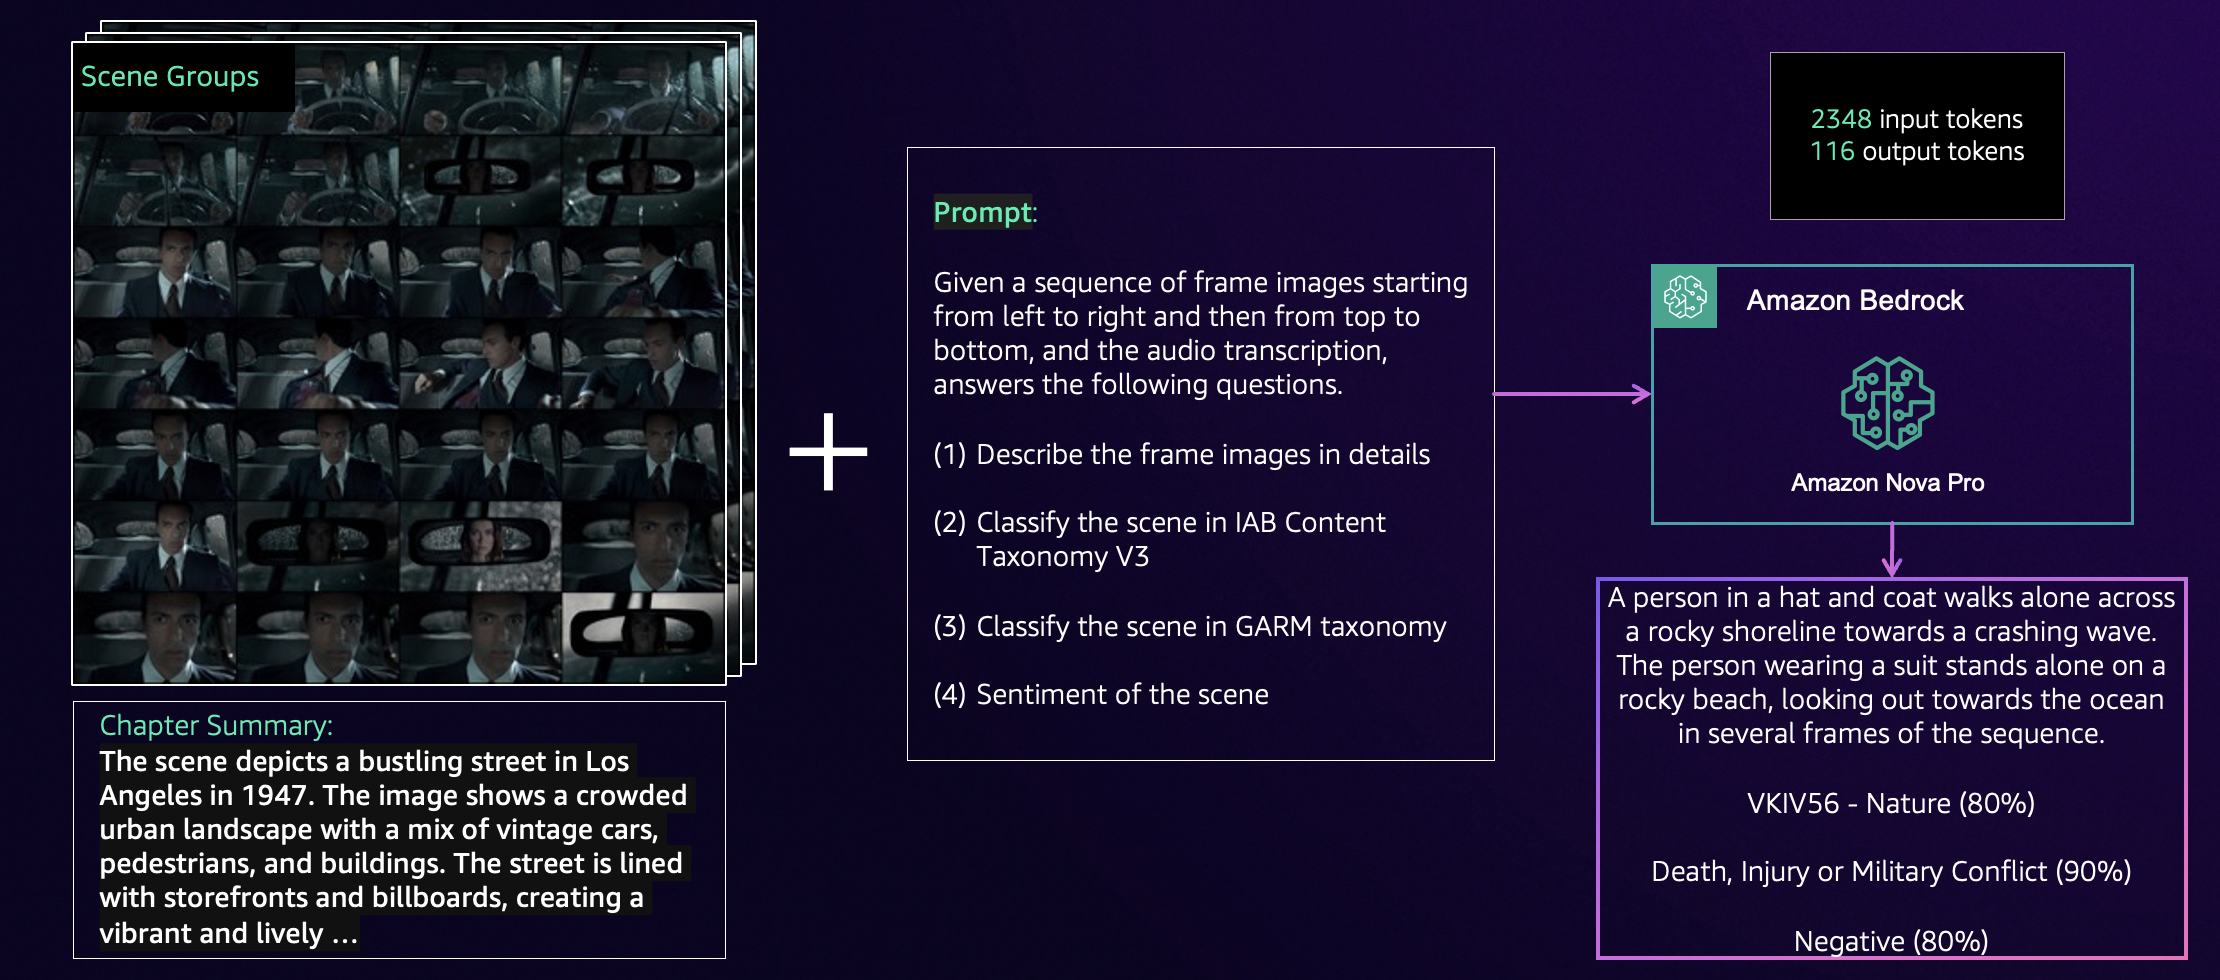 Scene Groups
Chapter Summary:
The scene depicts a bustling street in Los
Angeles in 1947. The image shows a crowded
urban landscape with a mix of vintage cars,
pedestrians, and buildings. The street is lined
with storefronts and billboards, creating a
vibrant and lively ...
Prompt:
Given a sequence of frame images starting
from left to right and then from top to
bottom, and the audio transcription,
answers the following questions.
(1) Describe the frame images in details
(2) Classify the scene in IAB Content
Taxonomy V3
(3) Classify the scene in GARM taxonomy
(4) Sentiment of the scene
2348 input tokens
116 output tokens
Amazon Bedrock
Amazon Nova Pro
A person in a hat and coat walks alone across
a rocky shoreline towards a crashing wave.
The person wearing a suit stands alone on a
rocky beach, looking out towards the ocean
in several frames of the sequence.
VKIV56 - Nature (80%)
Death, Injury or Military Conflict (90%)
Negative (80%)